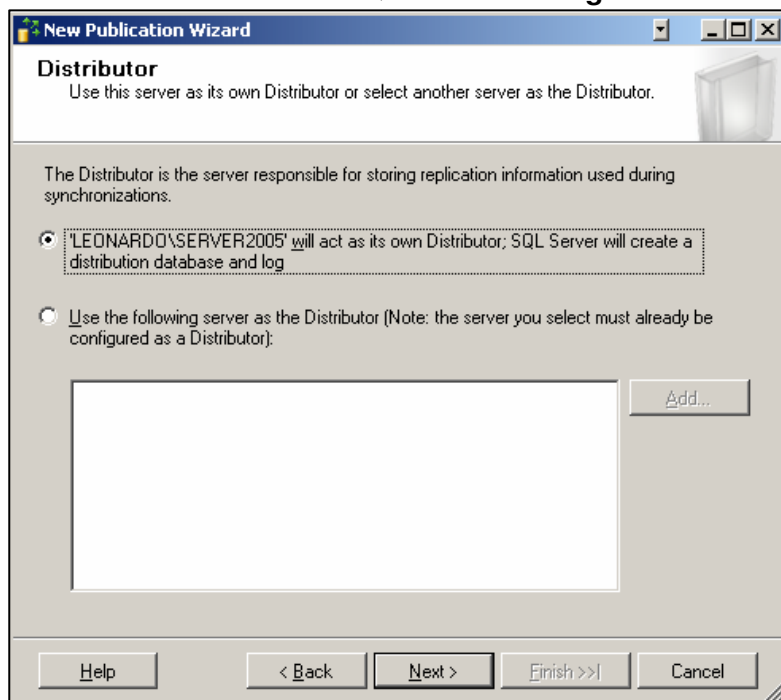 New Publication Wizard
Distributor
Use this server as its own Distributor or select another server as the Distributor.
The Distributor is the server responsible for storing replication information used during
synchronizations.
'LEONARDO\SERVER2005' will act as its own Distributor; SQL Server will create a
distribution database and log
Use the following server as the Distributor (Note: the server you select must already be
configured as a Distributor):
Add...
Help
< Back
Next >
Finish >>|
Cancel